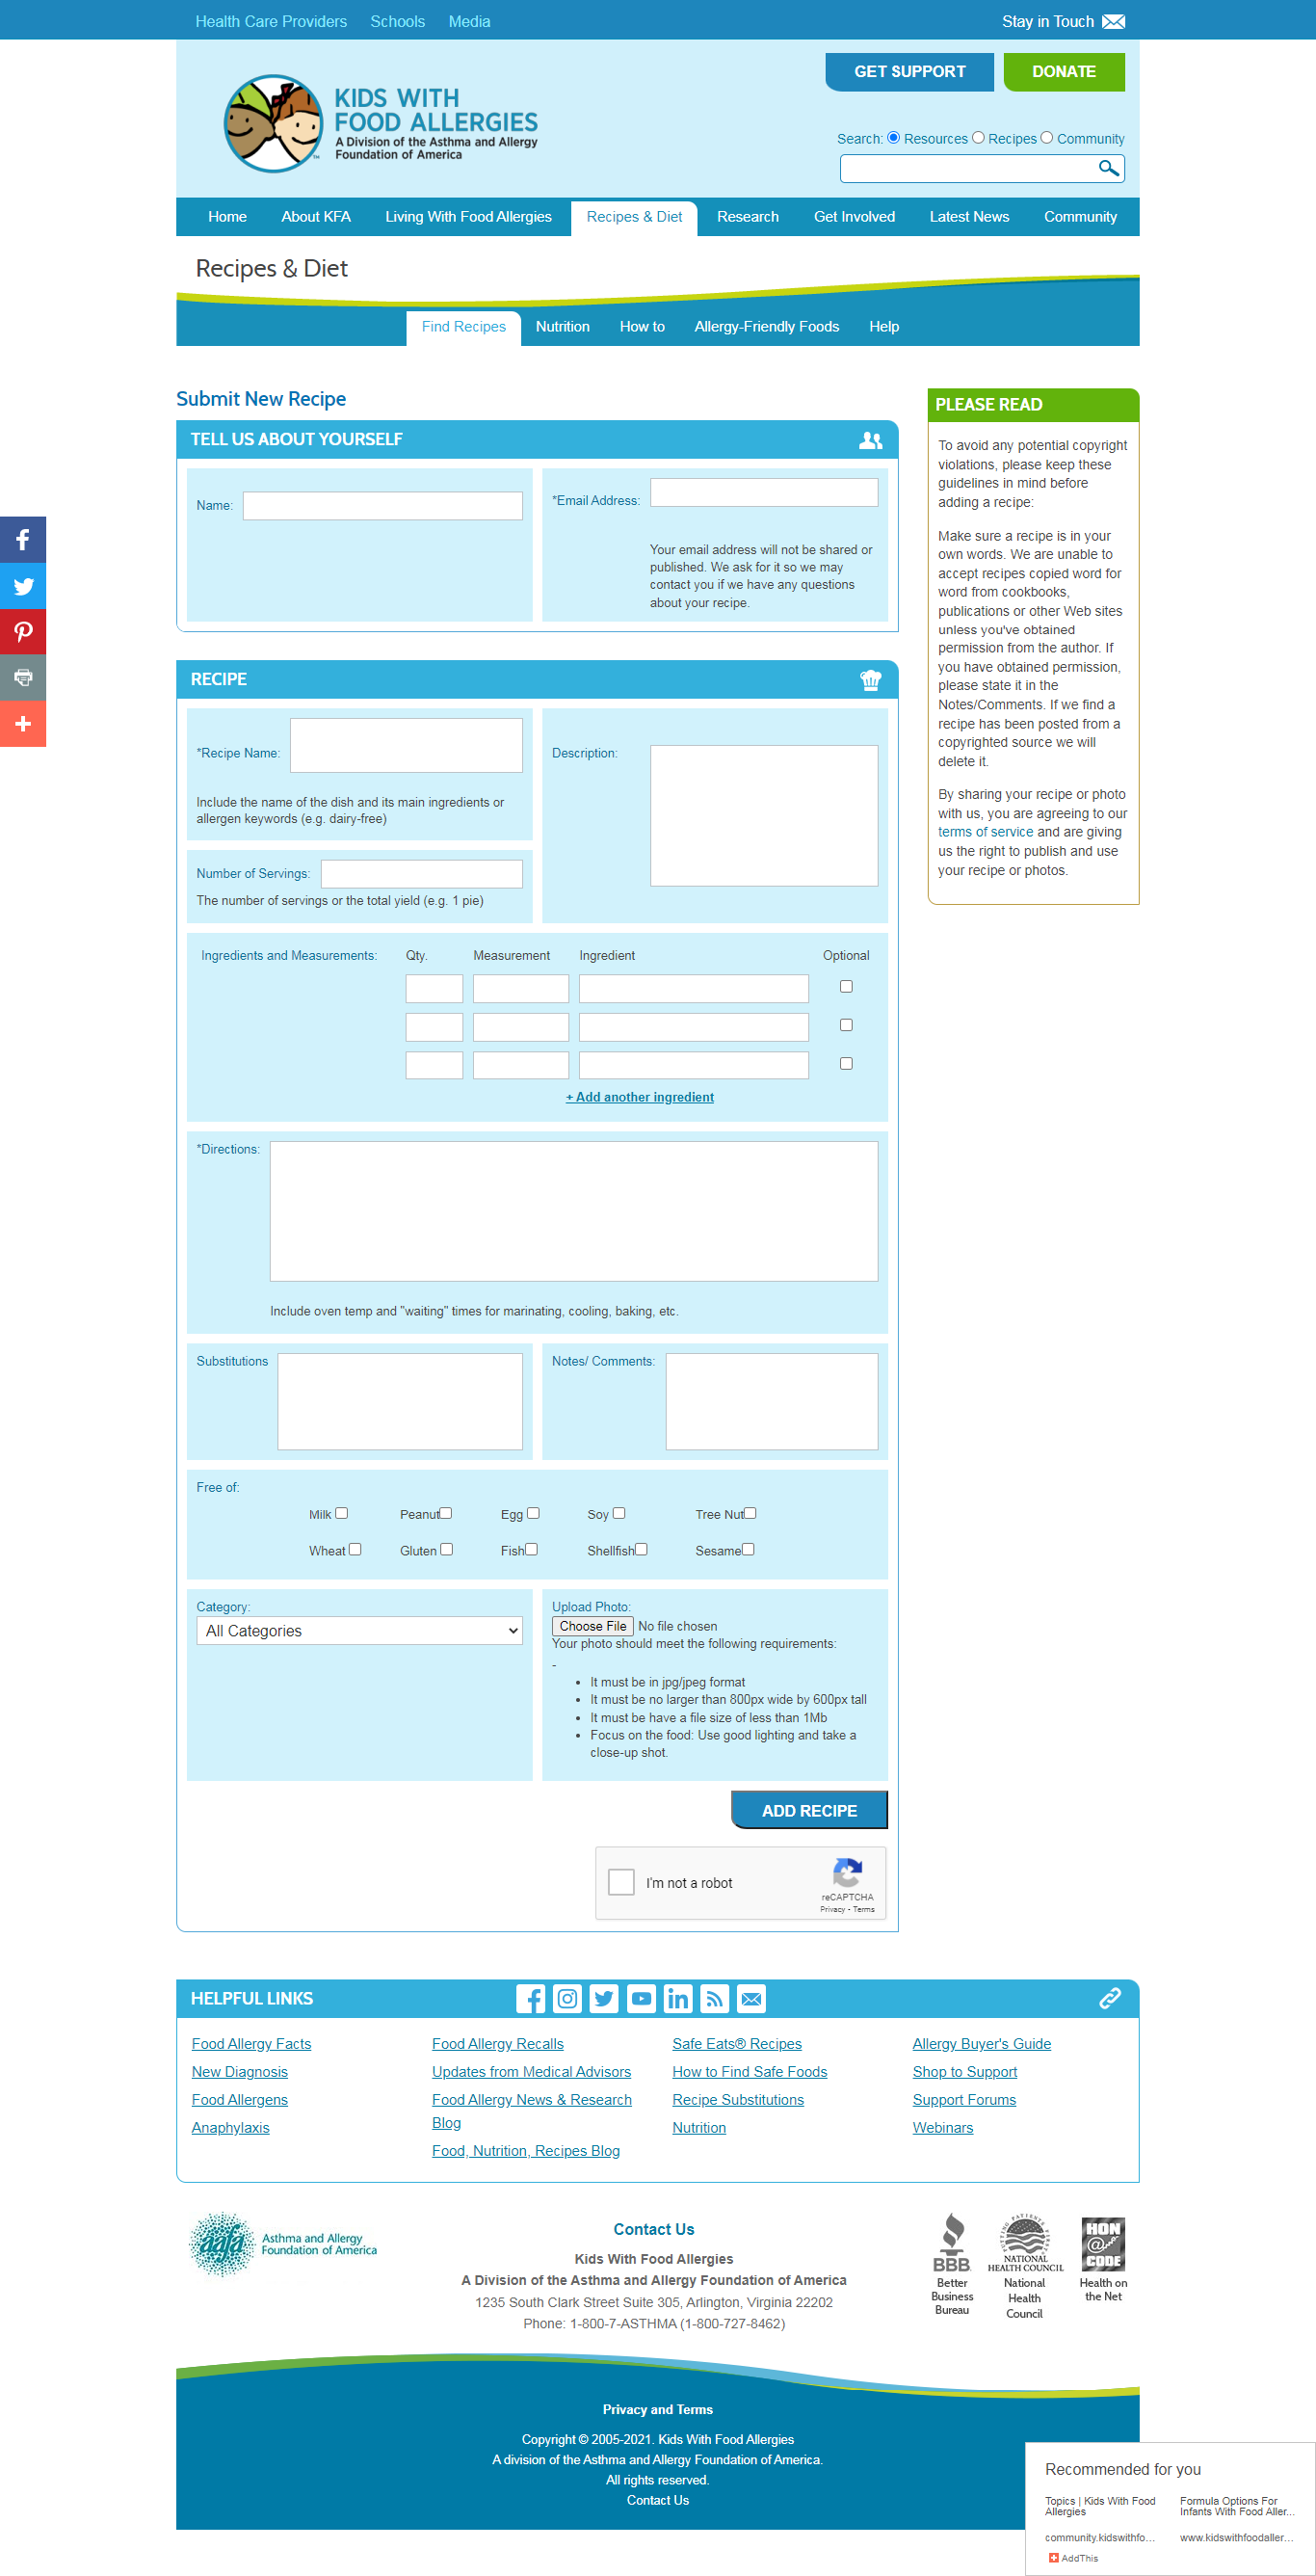 Health Care Providers Schools Media Stay in Touch
GET SUPPORT DONATE
KIDS WITH
FOOD ALLERGIES
A Division of the Asthma and Allergy
Foundation of America
Search: Resources Recipes Community
Home About KFA Living With Food Allergies Recipes & Diet Research Get Involved Latest News Community
Recipes & Diet
Find Recipes Nutrition How to Allergy-Friendly Foods Help
Submit New Recipe
TELL US ABOUT YOURSELF
Name:
*Email Address:
Your email address will not be shared or
published. We ask for it so we may
contact you if we have any questions
about your recipe.
RECIPE
*Recipe Name:
Include the name of the dish and its main ingredients or
allergen keywords (e.g. dairy-free)
Description:
Number of Servings:
The number of servings or the total yield (e.g. 1 pie)
Ingredients and Measurements: Qty. Measurement Ingredient Optional
+ Add another ingredient
*Directions:
Include oven temp and "waiting" times for marinating, cooling, baking, etc.
Substitutions
Notes/ Comments:
Free of:
Milk Peanut Egg Soy Tree Nut
Wheat Gluten Fish Shellfish Sesame
Category:
All Categories
Upload Photo:
Choose File No file chosen
Your photo should meet the following requirements:
-
• It must be in jpg/jpeg format
• It must be no larger than 800px wide by 600px tall
• It must be have a file size of less than 1Mb
• Focus on the food: Use good lighting and take a
close-up shot.
ADD RECIPE
I'm not a robot
reCAPTCHA
Privacy - Terms
PLEASE READ
To avoid any potential copyright
violations, please keep these
guidelines in mind before
adding a recipe:
Make sure a recipe is in your
own words. We are unable to
accept recipes copied word for
word from cookbooks,
publications or other Web sites
unless you've obtained
permission from the author. If
you have obtained permission,
please state it in the
Notes/Comments. If we find a
recipe has been posted from a
copyrighted source we will
delete it.
By sharing your recipe or photo
with us, you are agreeing to our
terms of service and are giving
us the right to publish and use
your recipe or photos.
HELPFUL LINKS
Food Allergy Facts
New Diagnosis
Food Allergens
Anaphylaxis
Food Allergy Recalls
Updates from Medical Advisors
Food Allergy News & Research
Blog
Food, Nutrition, Recipes Blog
Safe Eats® Recipes
How to Find Safe Foods
Recipe Substitutions
Nutrition
Allergy Buyer's Guide
Shop to Support
Support Forums
Webinars
aafa
Asthma and Allergy
Foundation of America
Contact Us
Kids With Food Allergies
A Division of the Asthma and Allergy Foundation of America
1235 South Clark Street Suite 305, Arlington, Virginia 22202
Phone: 1-800-7-ASTHMA (1-800-727-8462)
BBB
Better
Business
Bureau
NATIONAL
HEALTH COUNCIL
National
Health
Council
HON
@
CODE
Health on
the Net
Privacy and Terms
Copyright © 2005-2021. Kids With Food Allergies
A division of the Asthma and Allergy Foundation of America.
All rights reserved.
Contact Us
Recommended for you
Topics | Kids With Food
Allergies
community.kidswithfo...
Formula Options For
Infants With Food Aller...
www.kidswithfoodaller...
AddThis